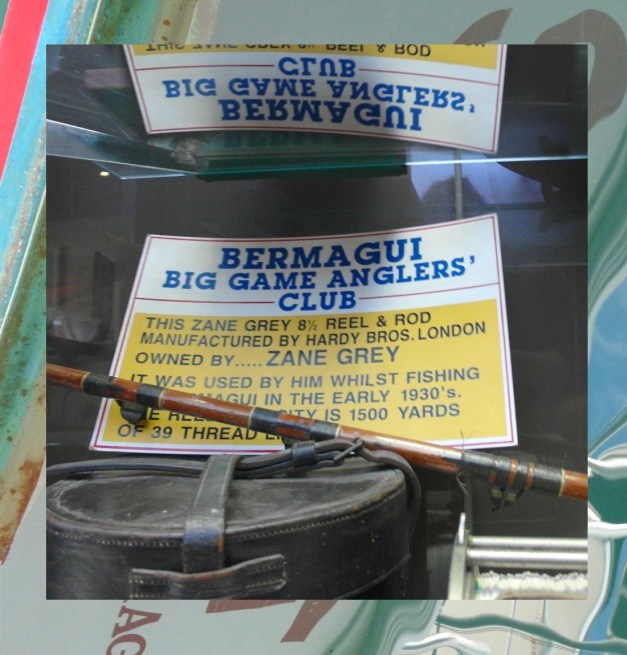 BERMAGUI
BIG GAME ANGLERS'
CLUB
THIS ZANE GREY 8½ REEL & ROD
MANUFACTURED BY HARDY BROS. LONDON
OWNED BY..... ZANE GREY
IT WAS USED BY HIM WHILST FISHING
MAGUI IN THE EARLY 1930's.
IS 1500 YARDS
OF 39 THREAD
AG